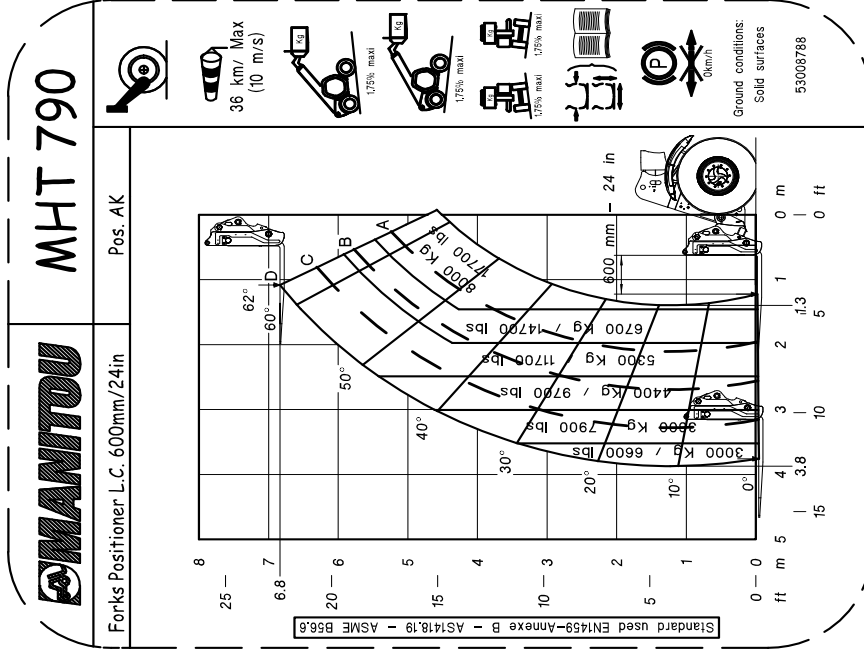 MANITOU
MHT 790
Forks Positioner L.C. 600mm/24in
Pos. AK
36 km/ Max
(10 m/s)
Kg
1,75% maxi
Kg
1,75% maxi
Kg
1,75% maxi
Kg
1,75% maxi
P
0km/h
Ground conditions:
Solid surfaces
53008788
Standard used EN1459-Annexe B - AS1418.19 - ASME B56.6
8
7
6.8
6
5
4
3
2
1
0
m
25
20
15
10
5
0
ft
62°
60°
50°
40°
30°
20°
10°
0°
D
C
B
A
8000 Kg
17700 lbs
6700 Kg / 14700 lbs
5300 Kg / 11700 lbs
4400 Kg / 9700 lbs
Kg / 7900 lbs
3000 Kg / 6600 lbs
600 mm - 24 in
5
4
3.8
3
2
1.3
1
0 m
15
10
5
0 ft